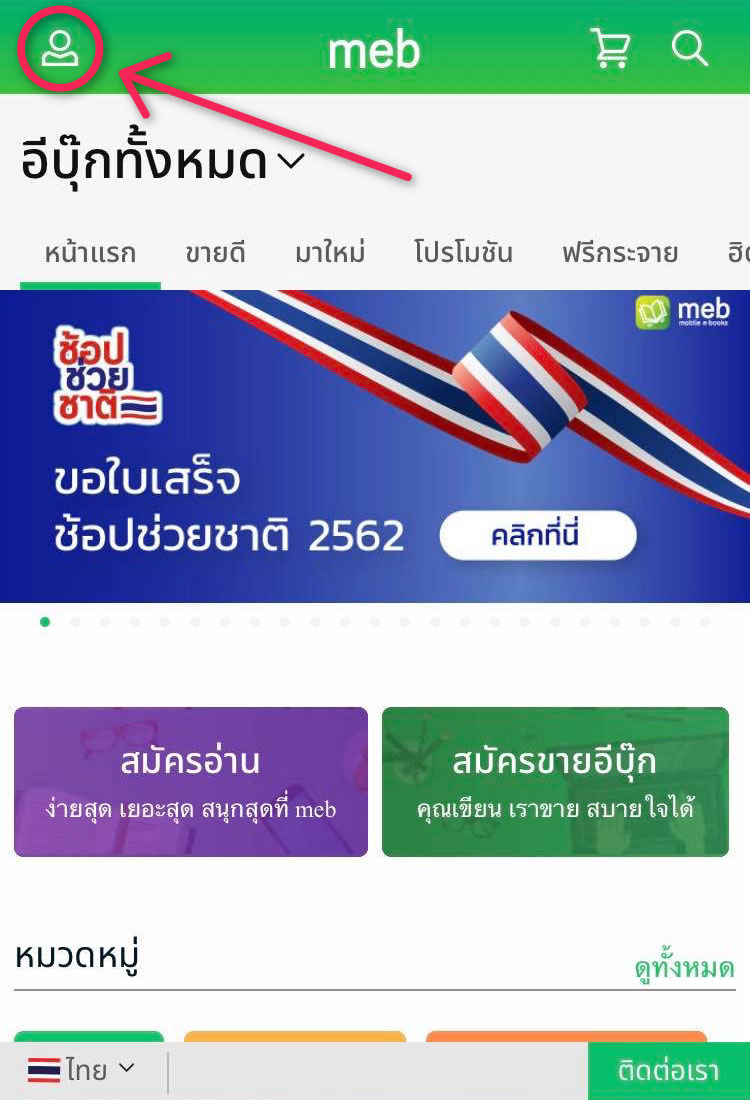 meb
อีบุ๊กทั้งหมด
หน้าแรก ขายดี มาใหม่ โปรโมชัน ฟรีกระจาย ฮิต
meb
mobile e-books
ช้อป
ช่วย
ชาติ
ขอใบเสร็จ
ช้อปช่วยชาติ 2562 คลิกที่นี่
สมัครอ่าน
ง่ายสุด เยอะสุด สนุกสุดที่ meb
สมัครขายอีบุ๊ก
คุณเขียน เราขาย สบายใจได้
หมวดหมู่ ดูทั้งหมด
ไทย ติดต่อเรา